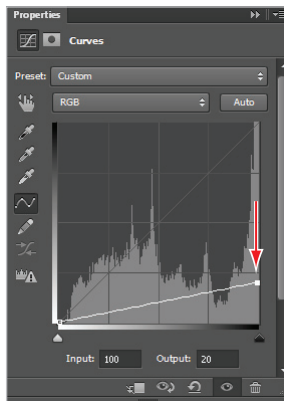 Properties
Curves
Preset: Custom
RGB Auto
Input: 100 Output: 20